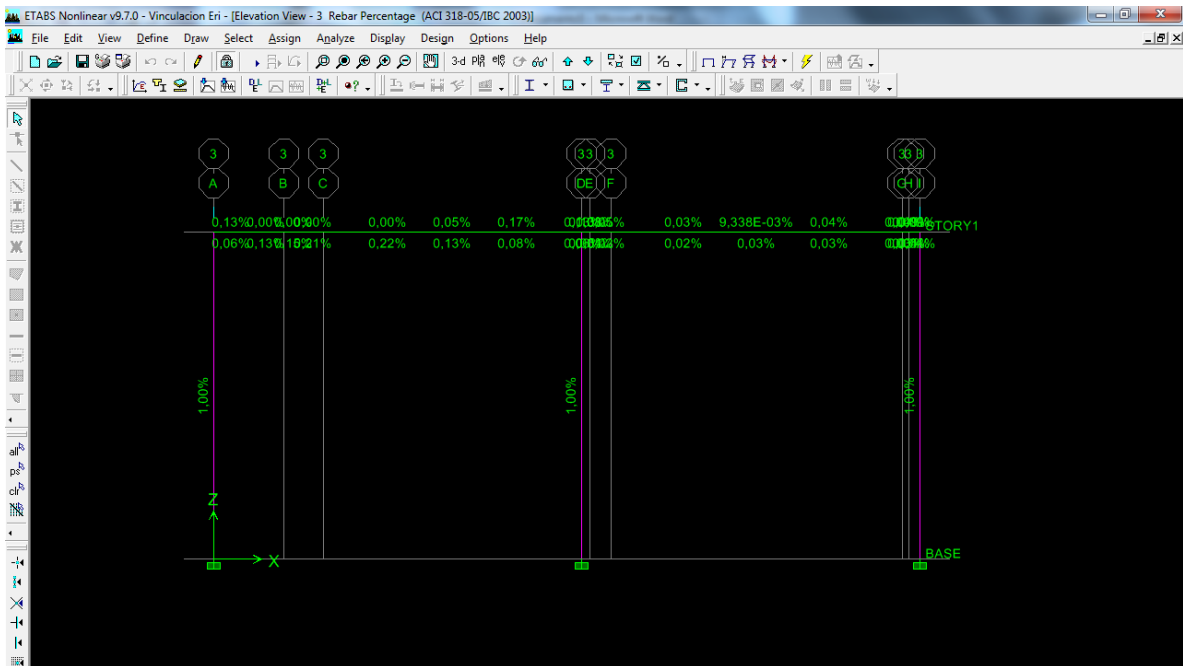 ETABS Nonlinear v9.7.0 - Vinculacion Eri - [Elevation View - 3 Rebar Percentage (ACI 318-05/IBC 2003)]
File Edit View Define Draw Select Assign Analyze Display Design Options Help
3-d
all
ps
clr
3 3 3 3 3 3 3 3 3
A B C D E F G H I
0,13% 0,00% 0,00% 0,00% 0,05% 0,17% 0,03% 9,338E-03% 0,04%
STORY1
0,06% 0,13% 0,21% 0,22% 0,13% 0,08% 0,02% 0,03% 0,03%
1,00% 1,00% 1,00%
Z
X
BASE